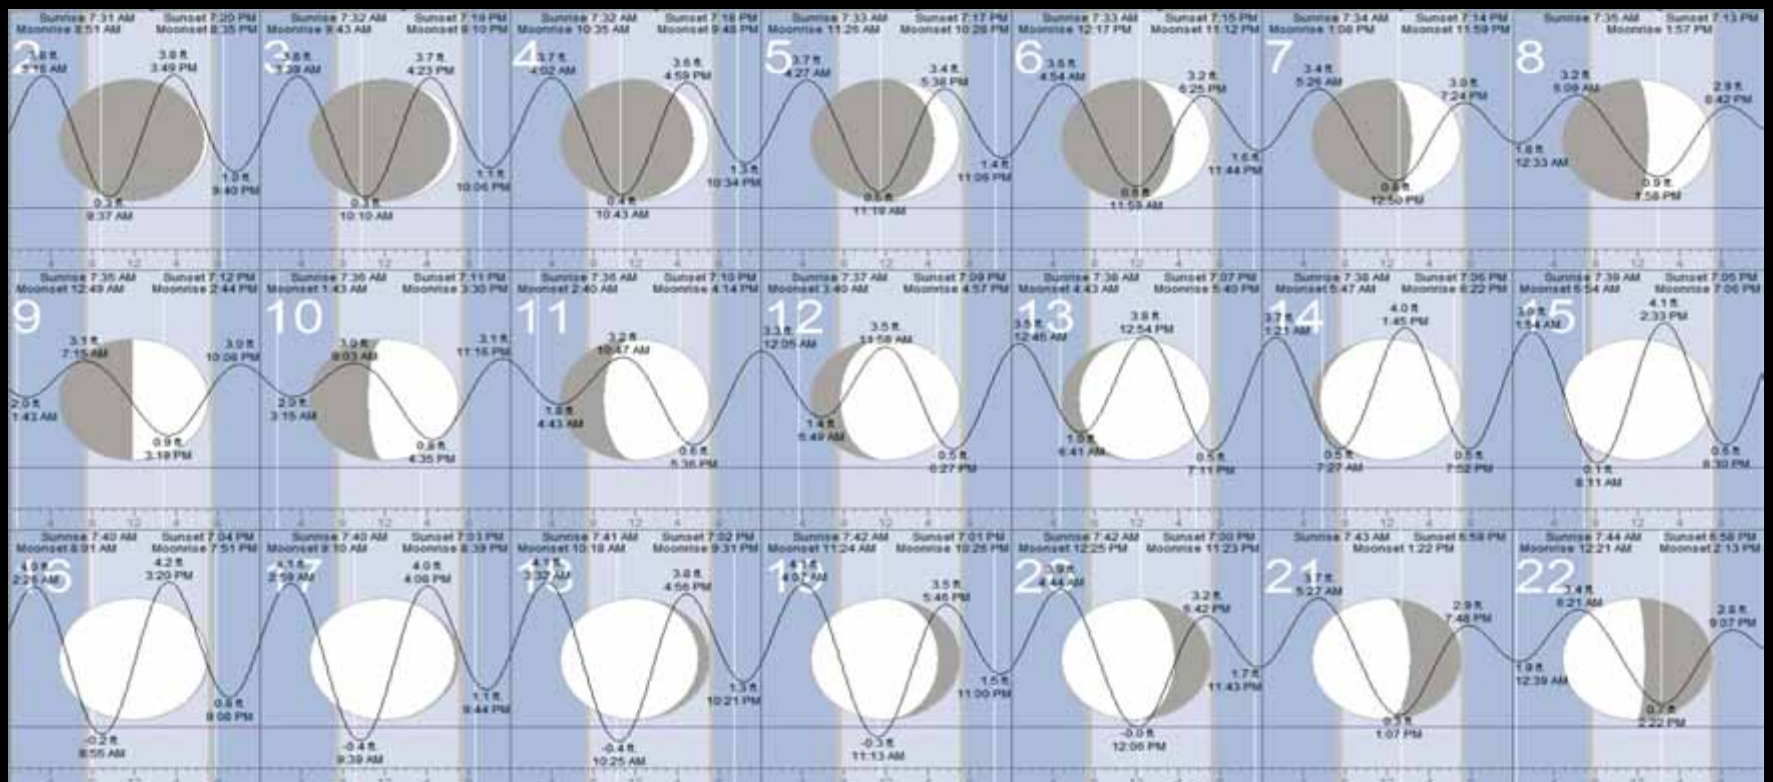 Sunrise 7:31 AM Sunset 7:20 PM
Moonrise 8:51 AM Moonset 8:35 PM
2
3.8 ft.
3:49 PM
0.3 ft.
9:37 AM
1.0 ft.
9:40 PM
Sunrise 7:32 AM Sunset 7:19 PM
Moonrise 9:43 AM
3
3.7 ft.
4:23 PM
0.3 ft.
10:10 AM
1.1 ft.
10:06 PM
Sunrise 7:32 AM Sunset 7:18 PM
Moonrise 10:35 AM Moonset 9:48 PM
4
3.7 ft.
4:02 AM
3.6 ft.
4:59 PM
0.4 ft.
10:43 AM
1.3 ft.
10:34 PM
Sunrise 7:33 AM Sunset 7:17 PM
Moonrise 11:26 AM Moonset 10:28 PM
5
3.7 ft.
4:27 AM
3.4 ft.
5:38 PM
11:19 AM
1.4 ft.
11:06 PM
Sunrise 7:33 AM Sunset 7:15 PM
Moonrise 12:17 PM Moonset 11:12 PM
6
3.6 ft.
4:54 AM
3.2 ft.
6:25 PM
11:59 AM
1.6 ft.
11:44 PM
Sunrise 7:34 AM Sunset 7:14 PM
Moonrise 1:08 PM Moonset 11:59 PM
7
3.4 ft.
5:26 AM
3.0 ft.
7:24 PM
12:50 PM
Sunrise 7:35 AM Sunset 7:13 PM
Moonrise 1:57 PM
8
3.2 ft.
6:09 AM
2.9 ft.
8:42 PM
1.8 ft.
12:33 AM
0.9 ft.
1:58 PM
Sunrise 7:35 AM Sunset 7:12 PM
Moonset 12:49 AM Moonrise 2:44 PM
9
3.1 ft.
7:15 AM
3.0 ft.
10:08 PM
2.0 ft.
1:43 AM
0.9 ft.
3:19 PM
Sunrise 7:36 AM Sunset 7:11 PM
Moonset 1:43 AM Moonrise 3:30 PM
10
3.0 ft.
9:03 AM
3.1 ft.
11:16 PM
2.0 ft.
3:15 AM
0.8 ft.
4:35 PM
Sunrise 7:36 AM Sunset 7:10 PM
Moonset 2:40 AM Moonrise 4:14 PM
11
3.2 ft.
10:47 AM
1.8 ft.
4:43 AM
0.6 ft.
5:36 PM
Sunrise 7:37 AM Sunset 7:09 PM
Moonset 3:40 AM Moonrise 4:57 PM
12
3.3 ft.
12:05 AM
3.5 ft.
11:58 AM
1.4 ft.
5:49 AM
0.5 ft.
6:27 PM
Sunrise 7:38 AM Sunset 7:07 PM
Moonset 4:43 AM Moonrise 5:40 PM
13
3.5 ft.
12:46 AM
3.8 ft.
12:54 PM
6:41 AM
0.5 ft.
7:11 PM
Sunrise 7:38 AM Sunset 7:06 PM
Moonset 5:47 AM Moonrise 6:22 PM
14
3.7 ft.
1:21 AM
4.0 ft.
1:45 PM
0.5 ft.
7:27 AM
0.5 ft.
7:52 PM
Sunrise 7:39 AM Sunset 7:05 PM
Moonset 6:54 AM Moonrise 7:06 PM
15
3.9 ft.
1:54 AM
4.1 ft.
2:33 PM
0.1 ft.
8:11 AM
0.6 ft.
8:30 PM
Sunrise 7:40 AM Sunset 7:04 PM
Moonset 8:01 AM Moonrise 7:51 PM
16
2:26 AM
4.2 ft.
3:20 PM
-0.2 ft.
8:55 AM
0.8 ft.
9:08 PM
Sunrise 7:40 AM Sunset 7:03 PM
Moonset 9:10 AM Moonrise 8:39 PM
17
2:59 AM
4.0 ft.
4:08 PM
-0.4 ft.
9:39 AM
1.1 ft.
9:44 PM
Sunrise 7:41 AM Sunset 7:02 PM
Moonset 10:18 AM Moonrise 9:31 PM
18
3:32 AM
3.8 ft.
4:56 PM
-0.4 ft.
10:25 AM
1.3 ft.
10:21 PM
Sunrise 7:42 AM Sunset 7:01 PM
Moonset 11:24 AM Moonrise 10:26 PM
19
4:07 AM
3.5 ft.
5:46 PM
-0.3 ft.
11:13 AM
1.5 ft.
11:00 PM
Sunrise 7:42 AM Sunset 7:00 PM
Moonset 12:25 PM Moonrise 11:23 PM
20
3.9 ft.
4:44 AM
3.2 ft.
6:42 PM
-0.0 ft.
12:06 PM
1.7 ft.
11:43 PM
Sunrise 7:43 AM Sunset 6:59 PM
Moonset 1:22 PM
21
3.7 ft.
5:27 AM
2.9 ft.
7:48 PM
0.3 ft.
1:07 PM
Sunrise 7:44 AM Sunset 6:58 PM
Moonrise 12:21 AM Moonset 2:13 PM
22
3.4 ft.
6:21 AM
2.8 ft.
9:07 PM
1.9 ft.
12:39 AM
2:22 PM